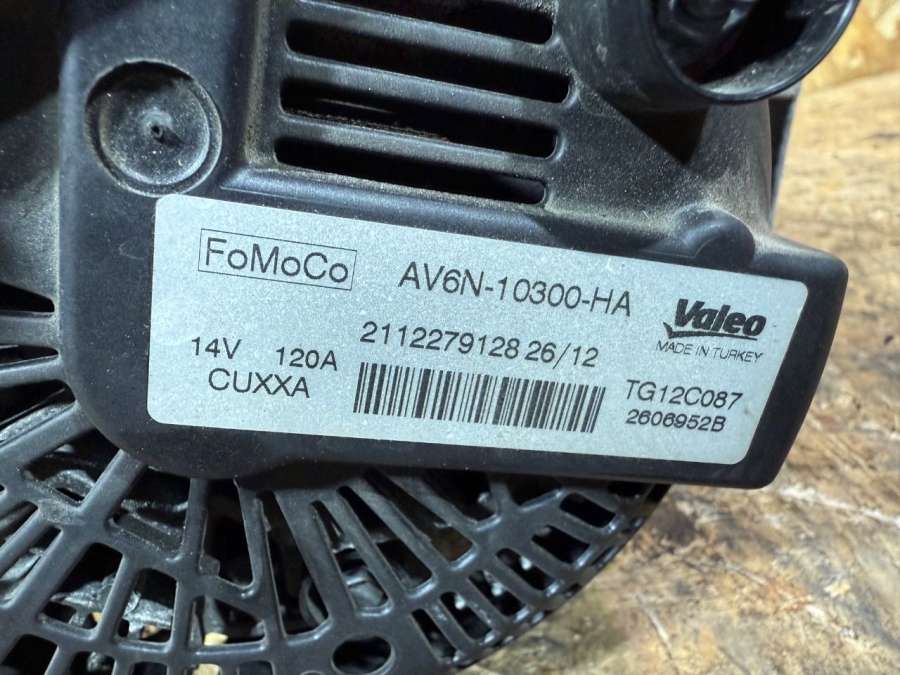 FoMoCo
AV6N-10300-HA
Valeo
MADE IN TURKEY
2112279128 26/12
14V 120A
CUXXA
TG12C087
2606952B